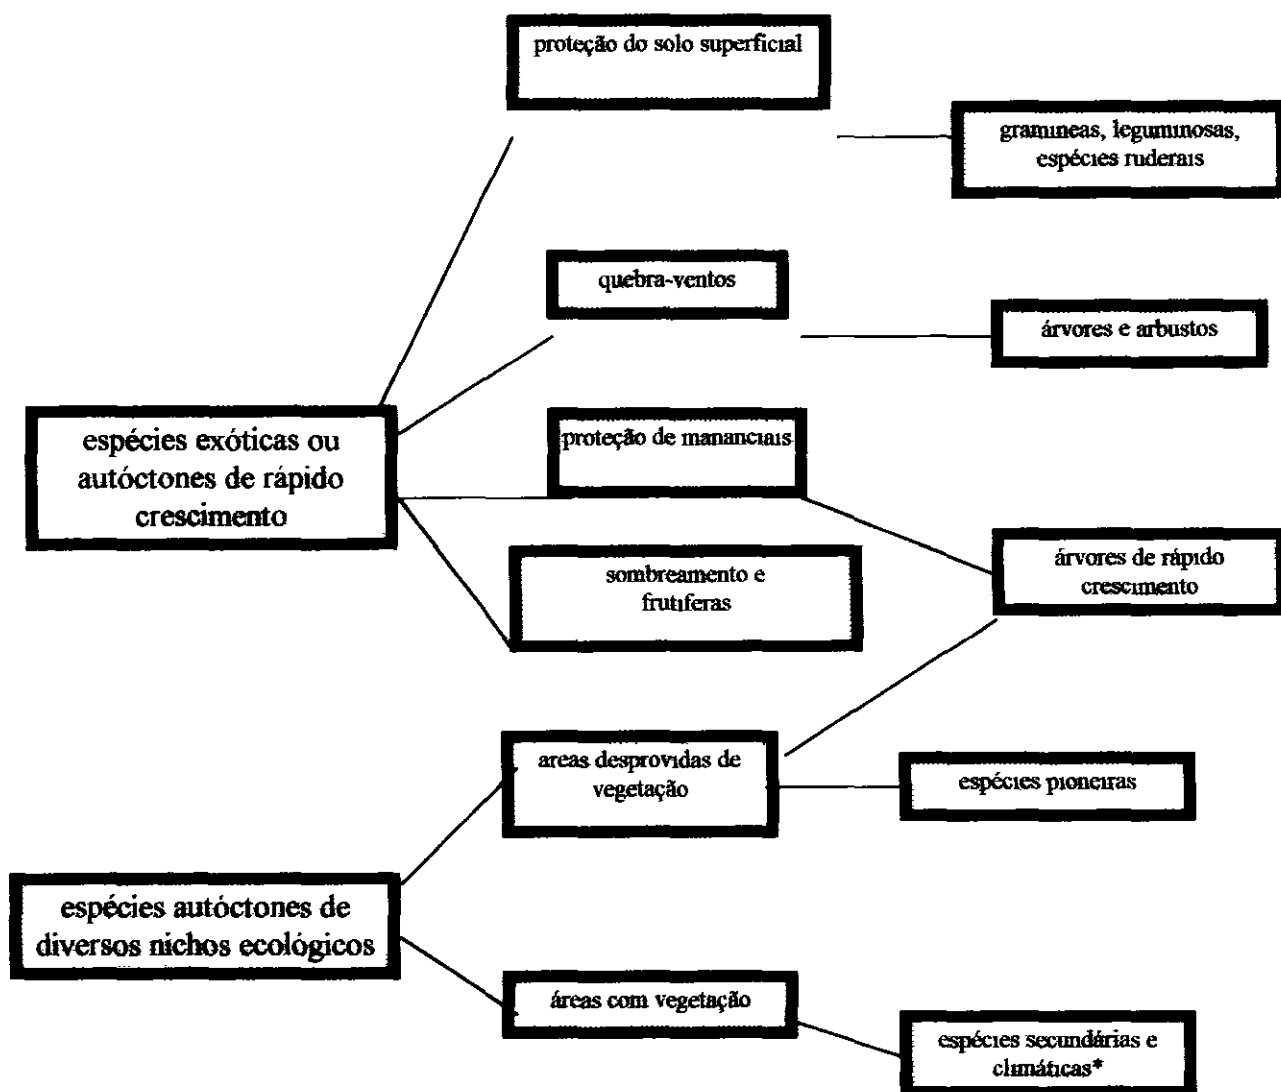 proteção do solo superficial
gramineas, leguminosas,
espécies ruderais
quebra-ventos
árvores e arbustos
espécies exóticas ou
autóctones de rápido
crescimento
proteção de mananciais
árvores de rápido
crescimento
sombreamento e
frutiferas
areas desprovidas de
vegetação
espécies pioneiras
espécies autóctones de
diversos nichos ecológicos
áreas com vegetação
espécies secundárias e
climáticas*